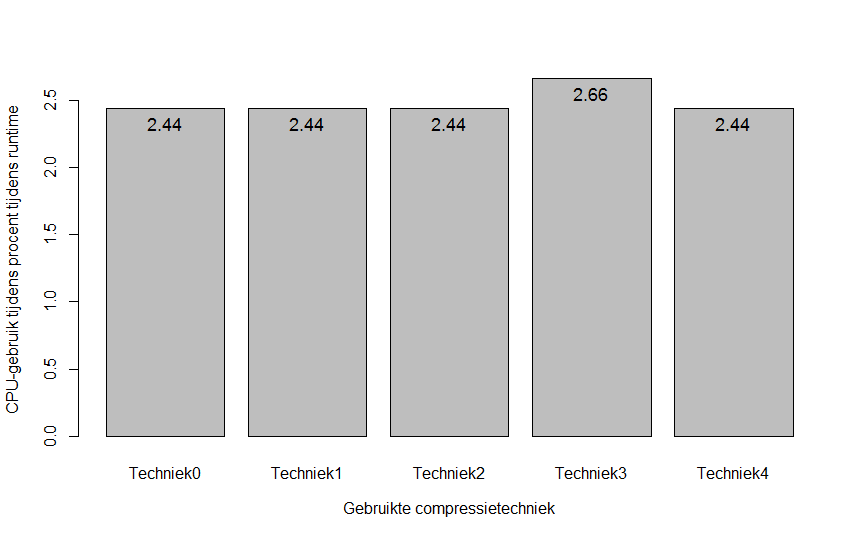 CPU-gebruik tijdens procent tijdens runtime
2.5
2.0
1.5
1.0
0.5
0.0
2.44
2.44
2.44
2.66
2.44
Techniek0
Techniek1
Techniek2
Techniek3
Techniek4
Gebruikte compressietechniek